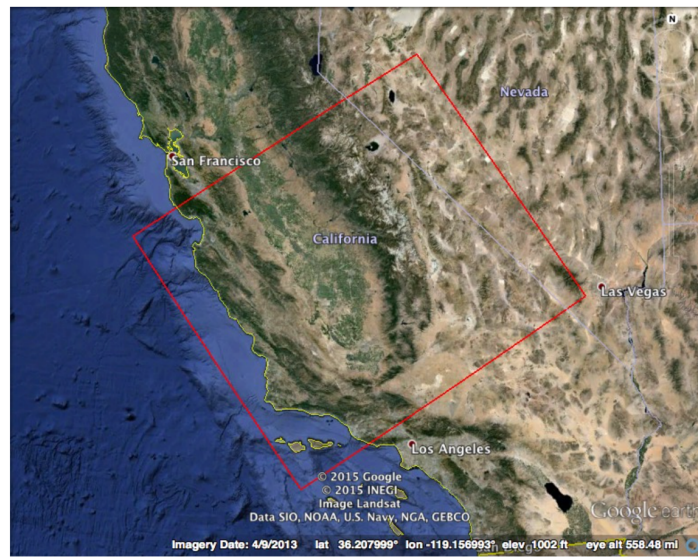 N
Nevada
San Francisco
California
Las Vegas
Los Angeles
© 2015 Google
© 2015 INEGI
Image Landsat
Data SIO, NOAA, U.S. Navy, NGA, GEBCO
Google earth
Imagery Date: 4/9/2013 lat 36.207999° lon -119.156993° elev 1002 ft eye alt 558.48 mi